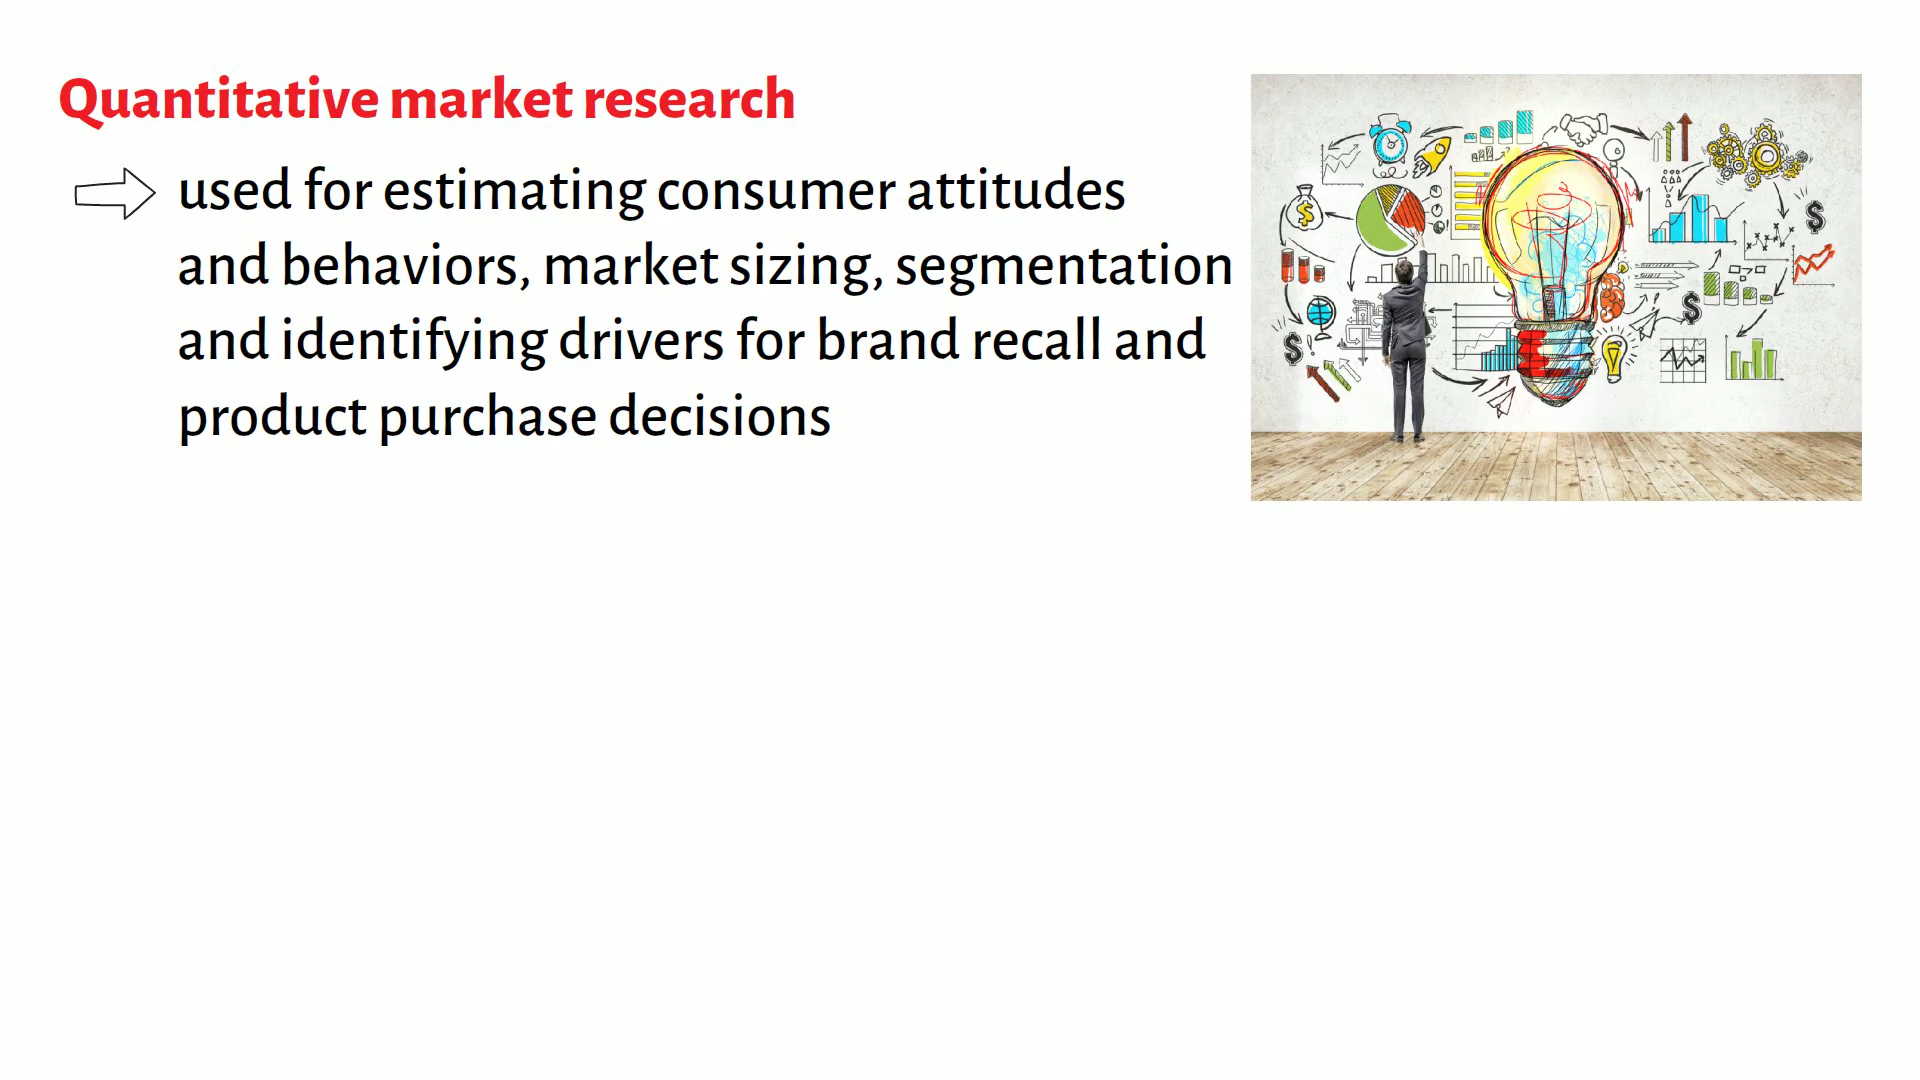 Quantitative market research
used for estimating consumer attitudes
and behaviors, market sizing, segmentation
and identifying drivers for brand recall and
product purchase decisions